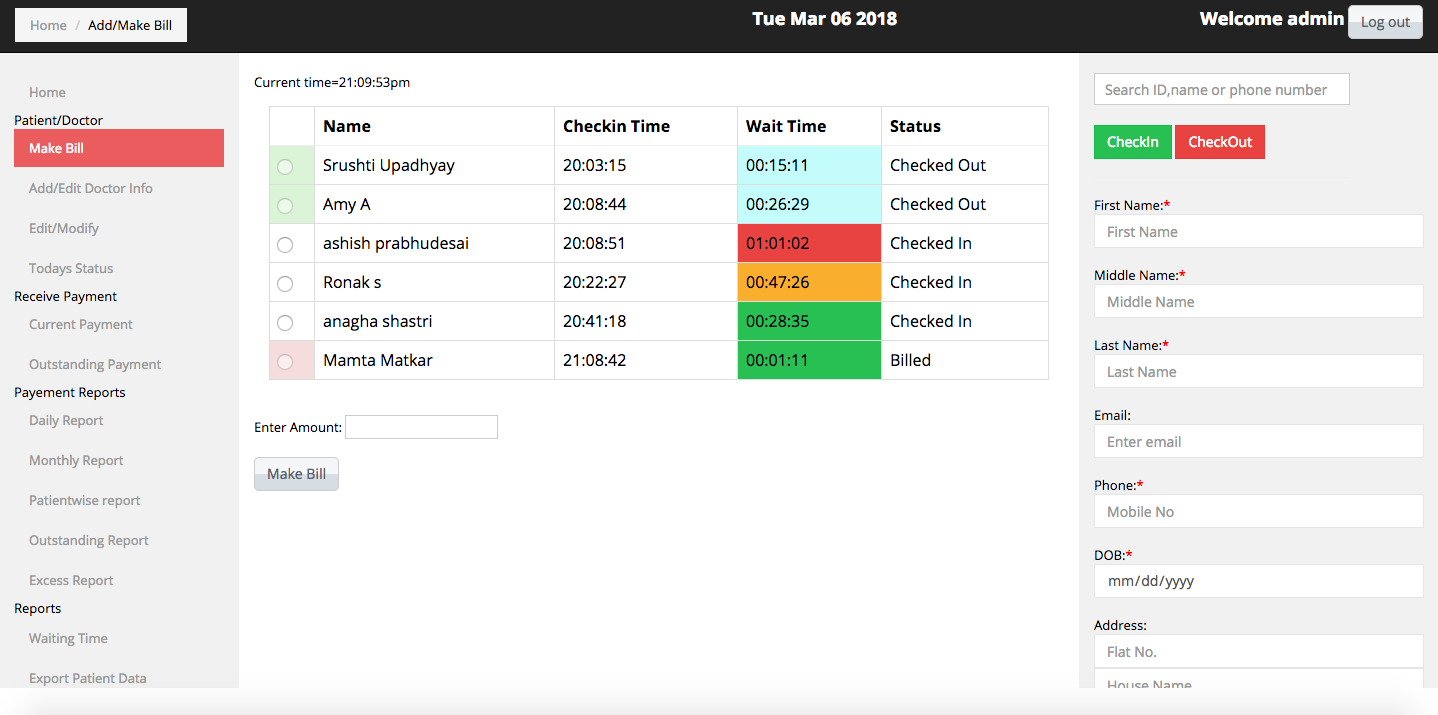 Home / Add/Make Bill
Tue Mar 06 2018
Welcome admin Log out
Home
Patient/Doctor
Make Bill
Add/Edit Doctor Info
Edit/Modify
Todays Status
Receive Payment
Current Payment
Outstanding Payment
Payement Reports
Daily Report
Monthly Report
Patientwise report
Outstanding Report
Excess Report
Reports
Waiting Time
Export Patient Data
Current time=21:09:53pm
Name Checkin Time Wait Time Status
Srushti Upadhyay 20:03:15 00:15:11 Checked Out
Amy A 20:08:44 00:26:29 Checked Out
ashish prabhudesai 20:08:51 01:01:02 Checked In
Ronak s 20:22:27 00:47:26 Checked In
anagha shastri 20:41:18 00:28:35 Checked In
Mamta Matkar 21:08:42 00:01:11 Billed
Enter Amount:
Make Bill
Search ID,name or phone number
CheckIn CheckOut
First Name:*
First Name
Middle Name:*
Middle Name
Last Name:*
Last Name
Email:
Enter email
Phone:*
Mobile No
DOB:*
mm/dd/yyyy
Address:
Flat No.
House Name